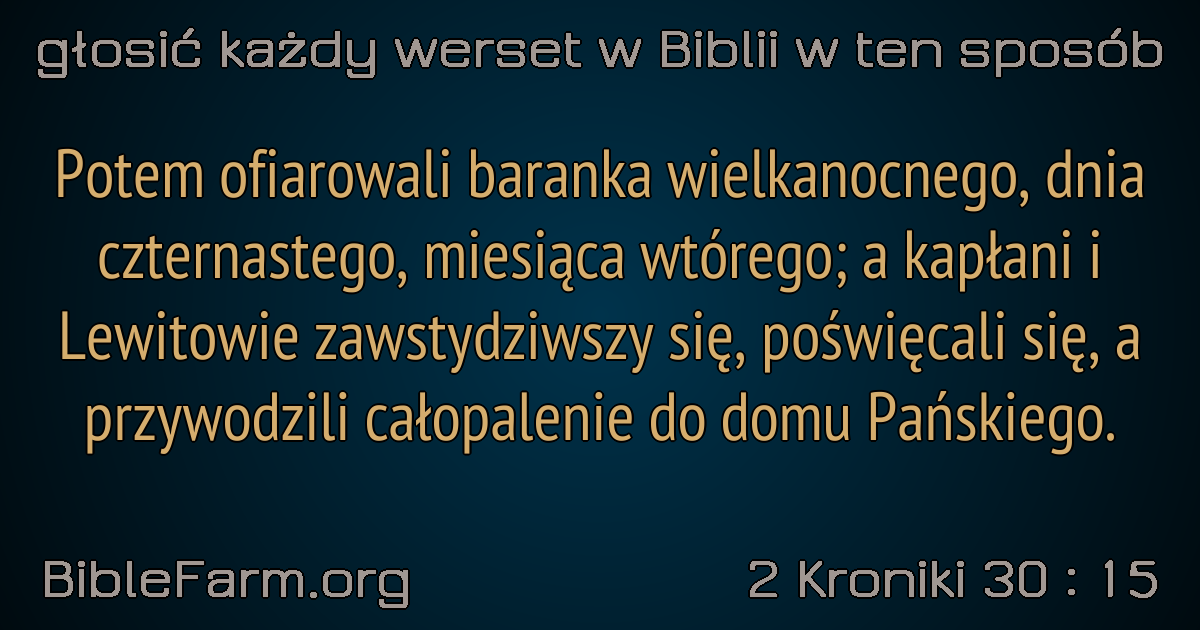 głosić każdy werset w Biblii w ten sposób
Potem ofiarowali baranka wielkanocnego, dnia
czternastego, miesiąca wtórego; a kapłani i
Lewitowie zawstydziwszy się, poświęcali się, a
przywodzili całopalenie do domu Pańskiego.
BibleFarm.org
2 Kroniki 30 : 15